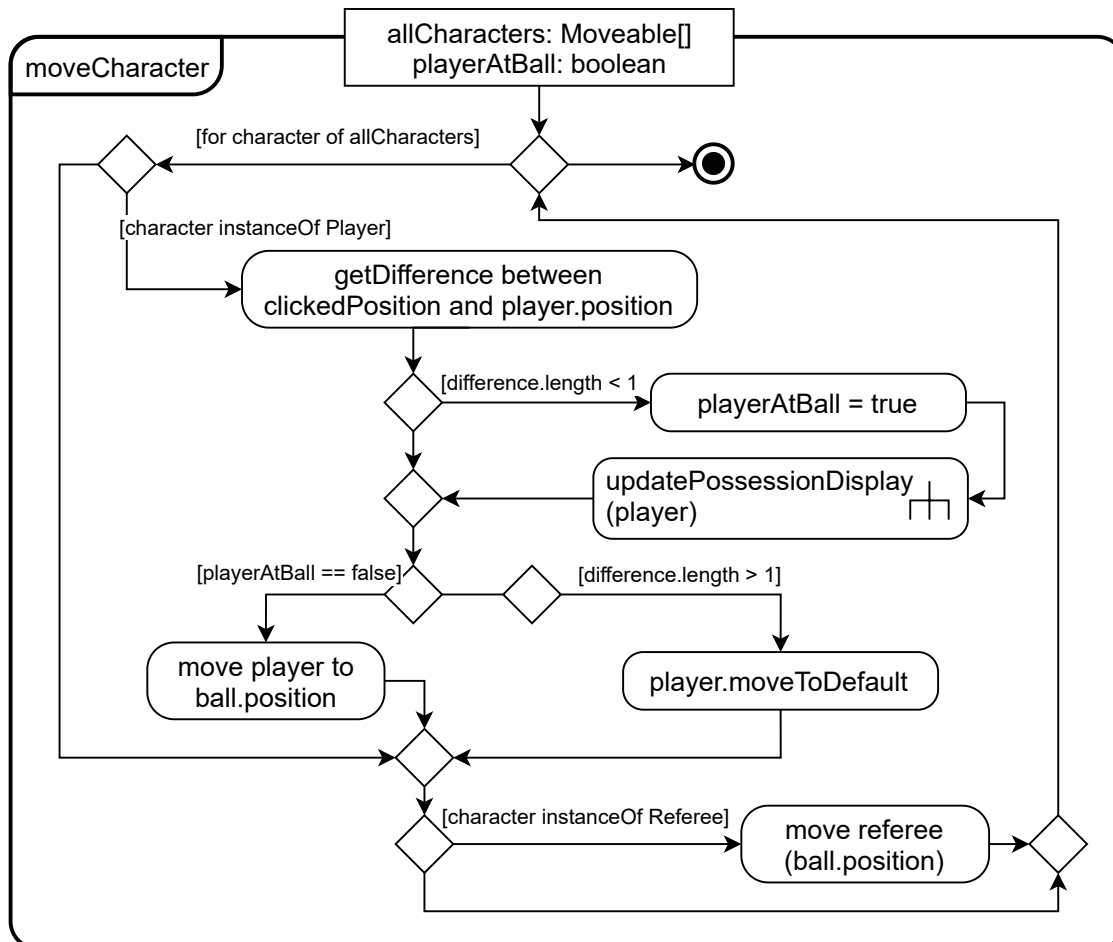 allCharacters: Moveable[]
playerAtBall: boolean
moveCharacter
[for character of allCharacters]
[character instanceOf Player]
getDifference between
clickedPosition and player.position
[difference.length < 1
playerAtBall = true
updatePossessionDisplay
(player)
[playerAtBall == false]
[difference.length > 1]
move player to
ball.position
player.moveToDefault
[character instanceOf Referee]
move referee
(ball.position)